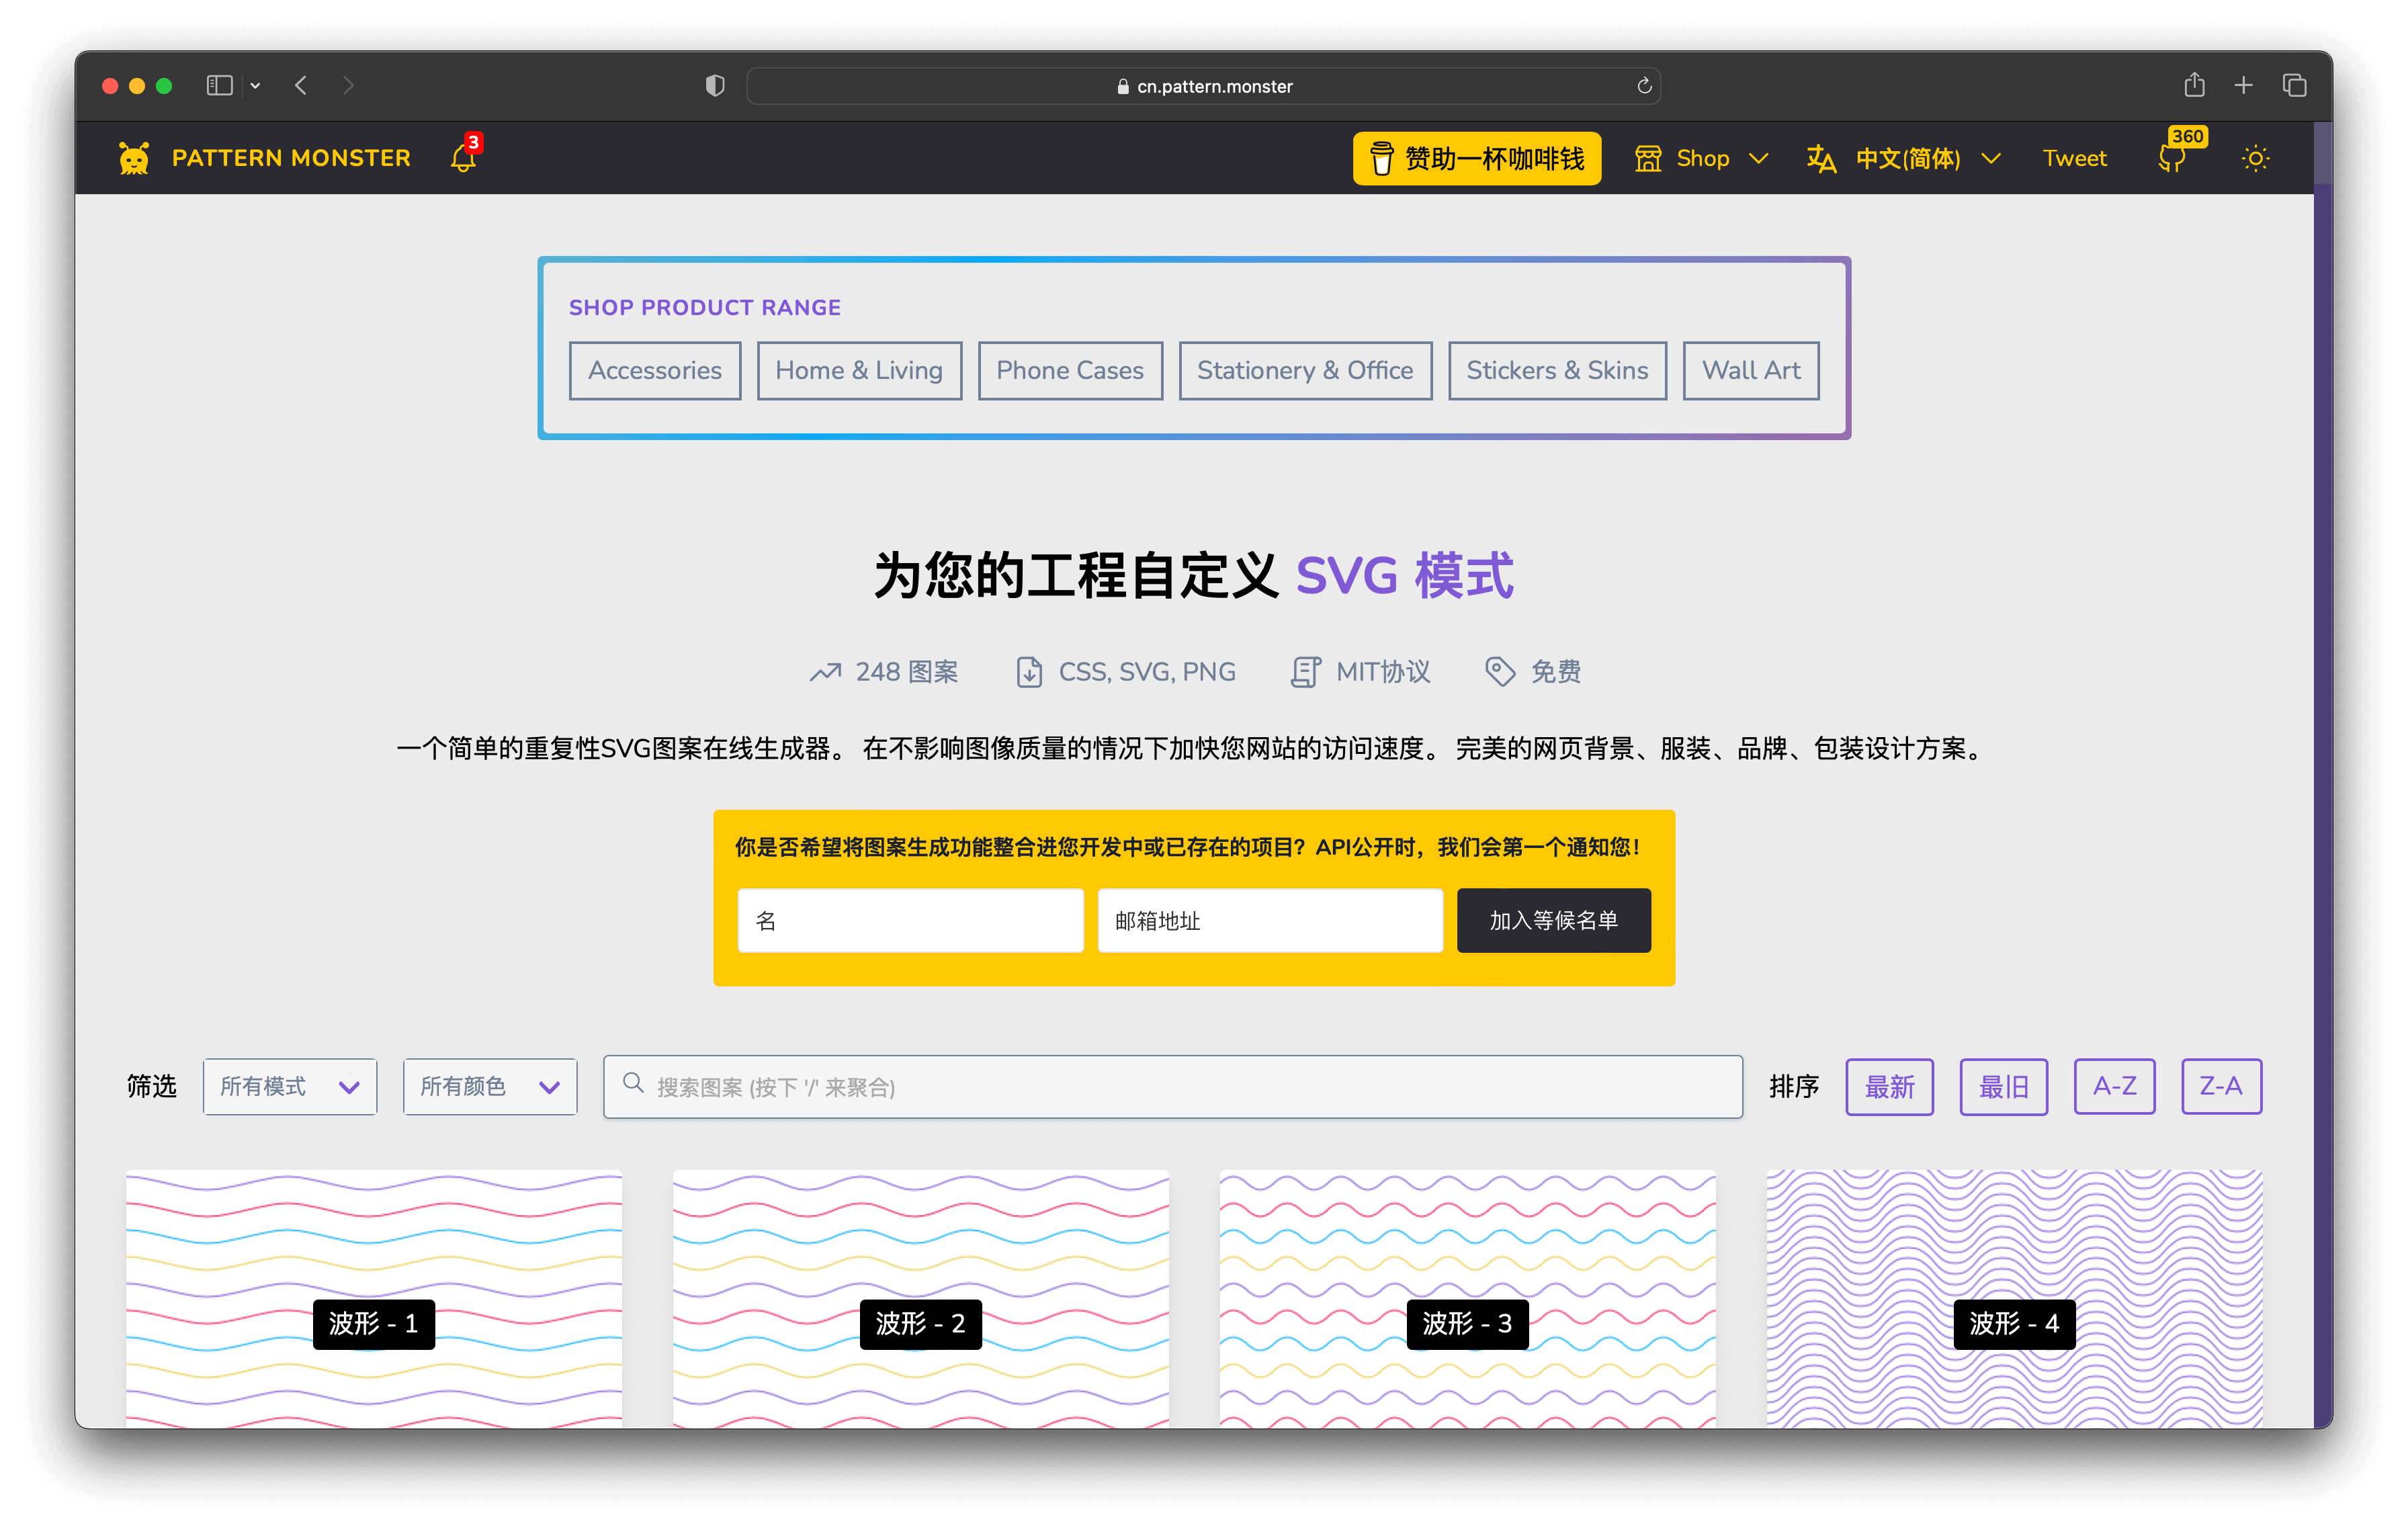 cn.pattern.monster
PATTERN MONSTER
3
赞助一杯咖啡钱
Shop
中文(简体)
Tweet
360
SHOP PRODUCT RANGE
Accessories
Home & Living
Phone Cases
Stationery & Office
Stickers & Skins
Wall Art
为您的工程自定义 SVG 模式
248 图案
CSS, SVG, PNG
MIT协议
免费
一个简单的重复性SVG图案在线生成器。 在不影响图像质量的情况下加快您网站的访问速度。 完美的网页背景、服装、品牌、包装设计方案。
你是否希望将图案生成功能整合进您开发中或已存在的项目？API公开时，我们会第一个通知您！
名
邮箱地址
加入等候名单
筛选
所有模式
所有颜色
搜索图案 (按下 '/' 来聚合)
排序
最新
最旧
A-Z
Z-A
波形 - 1
波形 - 2
波形 - 3
波形 - 4